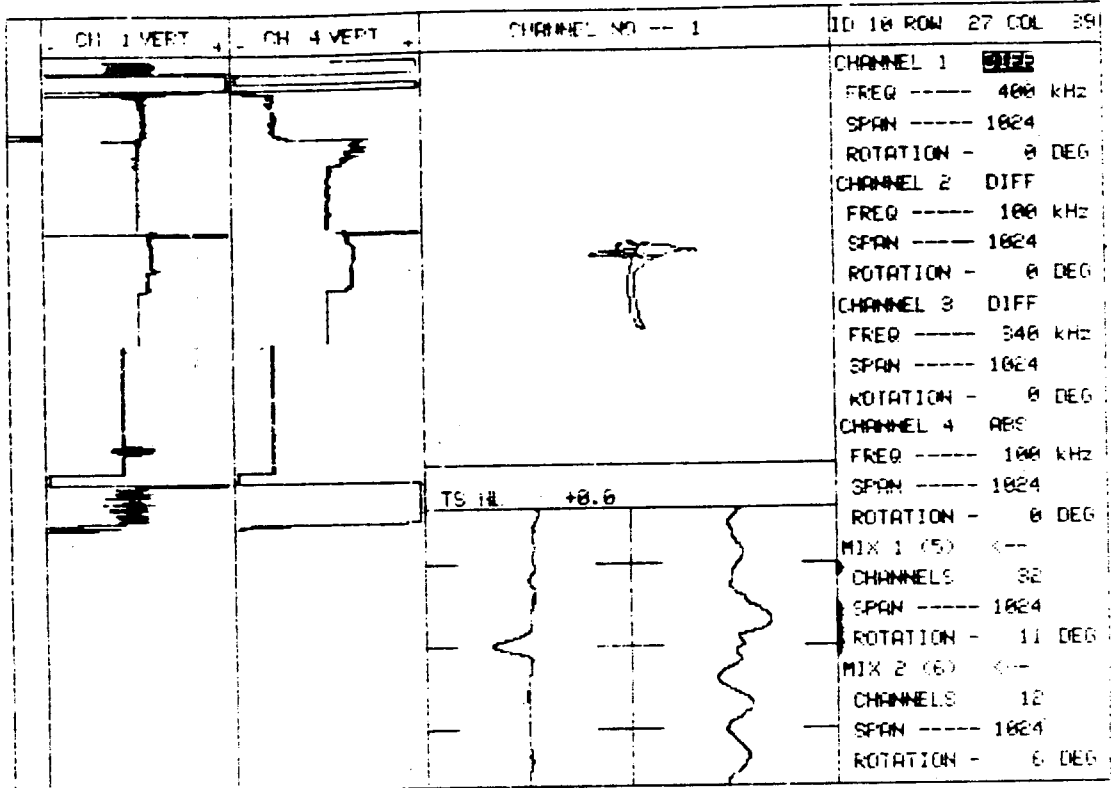 - CH 1 VERT + - CH 4 VERT +
CHANNEL NO -- 1
ID 10 ROW 27 COL 39
CHANNEL 1 DIFF
FREQ ----- 400 kHz
SPAN ----- 1024
ROTATION - 0 DEG
CHANNEL 2 DIFF
FREQ ----- 100 kHz
SPAN ----- 1024
ROTATION - 0 DEG
CHANNEL 3 DIFF
FREQ ----- 340 kHz
SPAN ----- 1024
ROTATION - 0 DEG
CHANNEL 4 ABS
FREQ ----- 100 kHz
SPAN ----- 1024
ROTATION - 0 DEG
MIX 1 (5) <--
CHANNELS 32
SPAN ----- 1024
ROTATION - 11 DEG
MIX 2 (6) <--
CHANNELS 12
SPAN ----- 1024
ROTATION - 6 DEG
TS +0.0